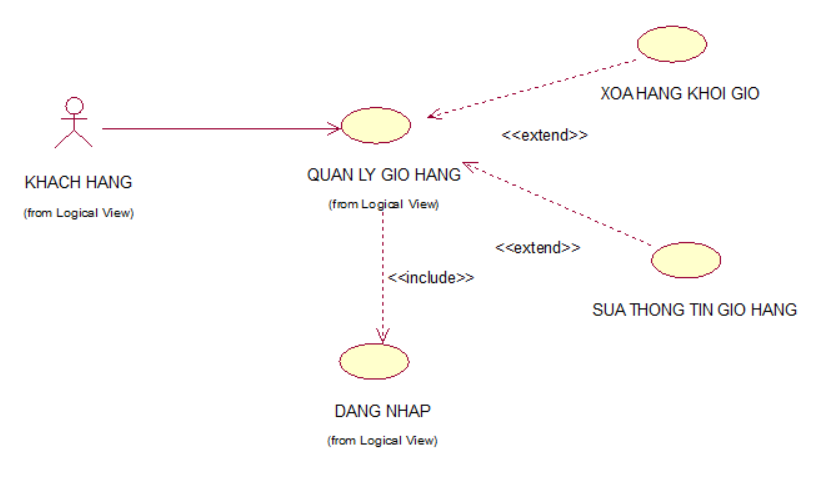 XOA HANG KHOI GIO
<<extend>>
KHACH HANG
(from Logical View)
QUAN LY GIO HANG
(from Logical View)
<<extend>>
<<include>>
SUA THONG TIN GIO HANG
DANG NHAP
(from Logical View)